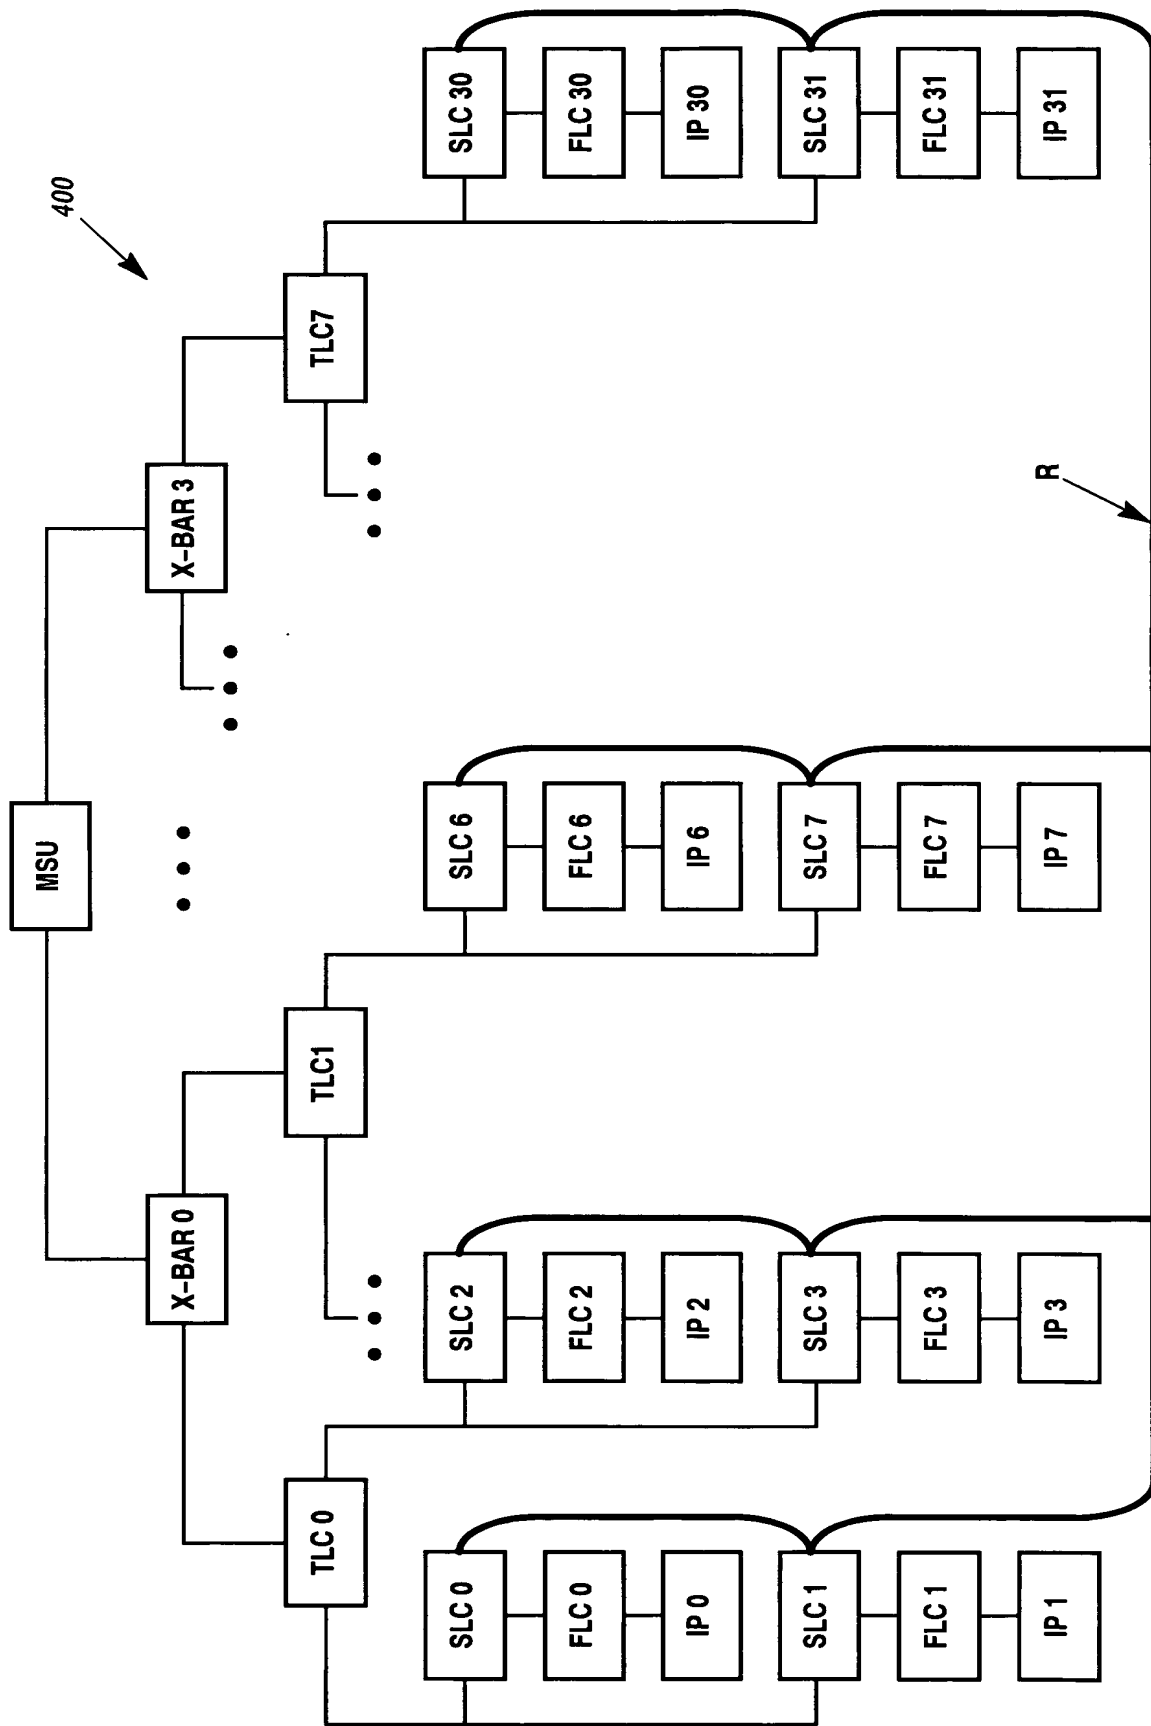 400
MSU
X-BAR 0
X-BAR 3
TLC 0
TLC1
TLC7
SLC 0
FLC 0
IP 0
SLC 1
FLC 1
IP 1
SLC 2
FLC 2
IP 2
SLC 3
FLC 3
IP 3
SLC 6
FLC 6
IP 6
SLC 7
FLC 7
IP 7
SLC 30
FLC 30
IP 30
SLC 31
FLC 31
IP 31
R